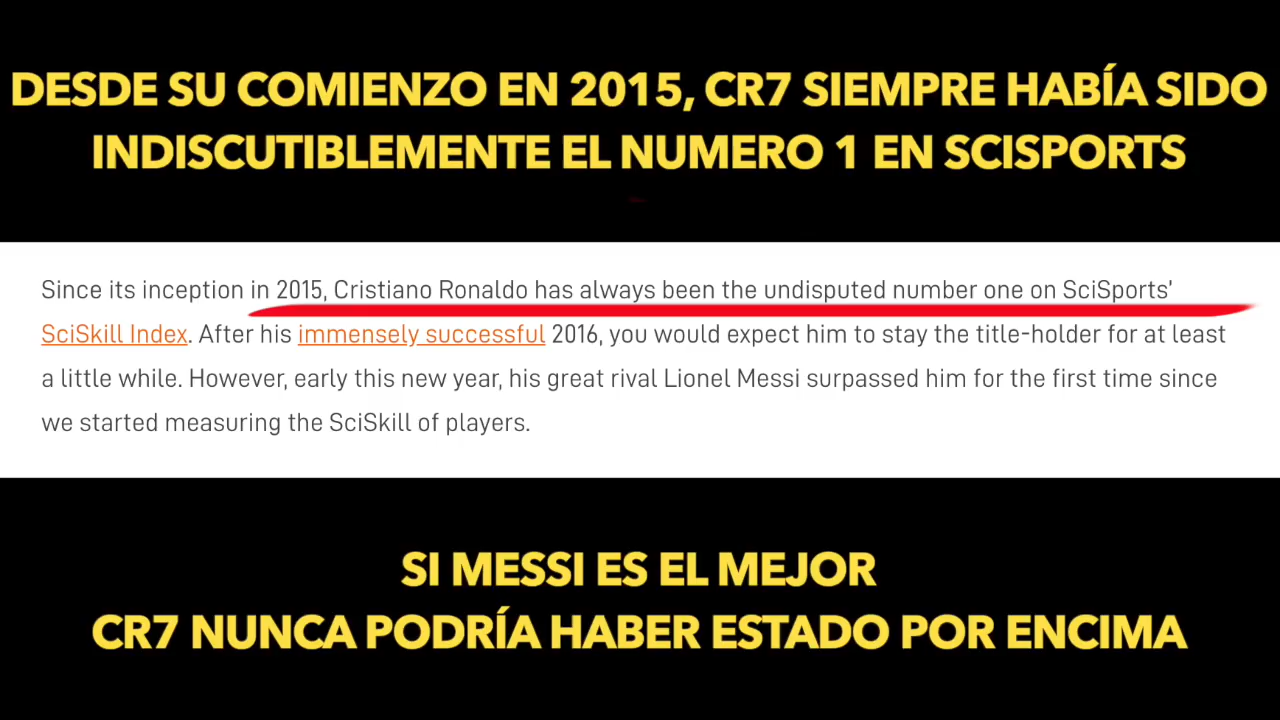 DESDE SU COMIENZO EN 2015, CR7 SIEMPRE HABÍA SIDO
INDISCUTIBLEMENTE EL NUMERO 1 EN SCISPORTS
Since its inception in 2015, Cristiano Ronaldo has always been the undisputed number one on SciSports'
SciSkill Index. After his immensely successful 2016, you would expect him to stay the title-holder for at least
a little while. However, early this new year, his great rival Lionel Messi surpassed him for the first time since
we started measuring the SciSkill of players.
SI MESSI ES EL MEJOR
CR7 NUNCA PODRÍA HABER ESTADO POR ENCIMA